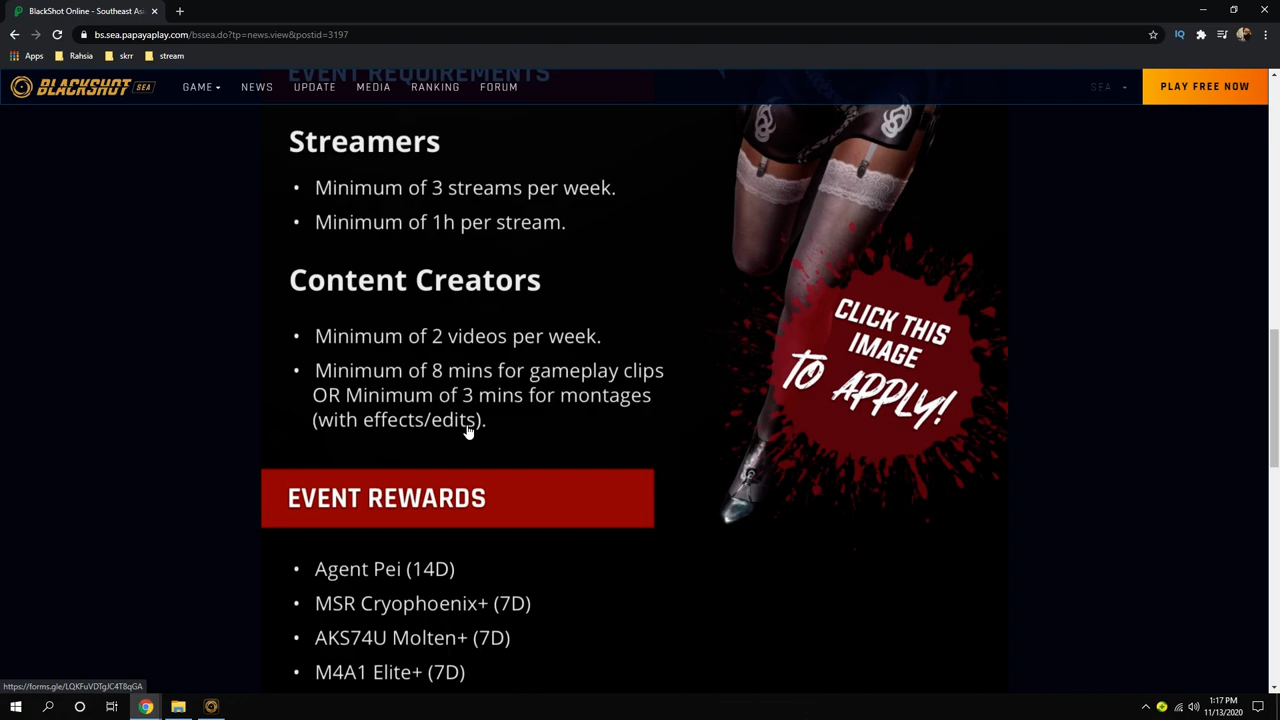 BlackShot Online - Southeast Asi
bs.sea.papayaplay.com/bssea.do?tp=news.view&postid=3197
Apps Rahsia skrr stream
EVENT REQUIREMENTS
BLACKSHOT SEA GAME NEWS UPDATE MEDIA RANKING FORUM SEA PLAY FREE NOW
Streamers
• Minimum of 3 streams per week.
• Minimum of 1h per stream.
Content Creators
• Minimum of 2 videos per week.
• Minimum of 8 mins for gameplay clips
OR Minimum of 3 mins for montages
(with effects/edits).
CLICK THIS
IMAGE
TO APPLY!
EVENT REWARDS
• Agent Pei (14D)
• MSR Cryophoenix+ (7D)
• AKS74U Molten+ (7D)
• M4A1 Elite+ (7D)
https://forms.gle/LQKFuVDTgJC4T8qGA
1:17 PM
11/13/2020